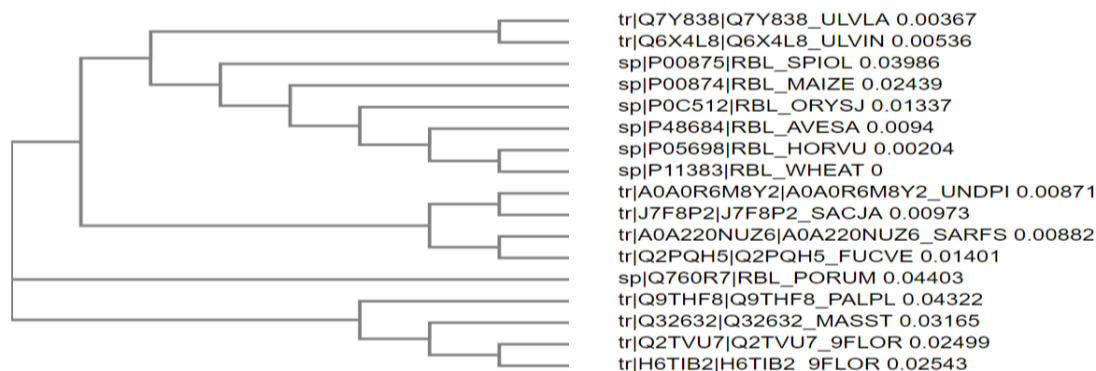 tr|Q7Y838|Q7Y838_ULVLA 0.00367
tr|Q6X4L8|Q6X4L8_ULVIN 0.00536
sp|P00875|RBL_SPIOL 0.03986
sp|P00874|RBL_MAIZE 0.02439
sp|P0C512|RBL_ORYSJ 0.01337
sp|P48684|RBL_AVESA 0.0094
sp|P05698|RBL_HORVU 0.00204
sp|P11383|RBL_WHEAT 0
tr|A0A0R6M8Y2|A0A0R6M8Y2_UNDPI 0.00871
tr|J7F8P2|J7F8P2_SACJA 0.00973
tr|A0A220NUZ6|A0A220NUZ6_SARFS 0.00882
tr|Q2PQH5|Q2PQH5_FUCVE 0.01401
sp|Q760R7|RBL_PORUM 0.04403
tr|Q9THF8|Q9THF8_PALPL 0.04322
tr|Q32632|Q32632_MASST 0.03165
tr|Q2TVU7|Q2TVU7_9FLOR 0.02499
tr|H6TIB2|H6TIB2_9FLOR 0.02543